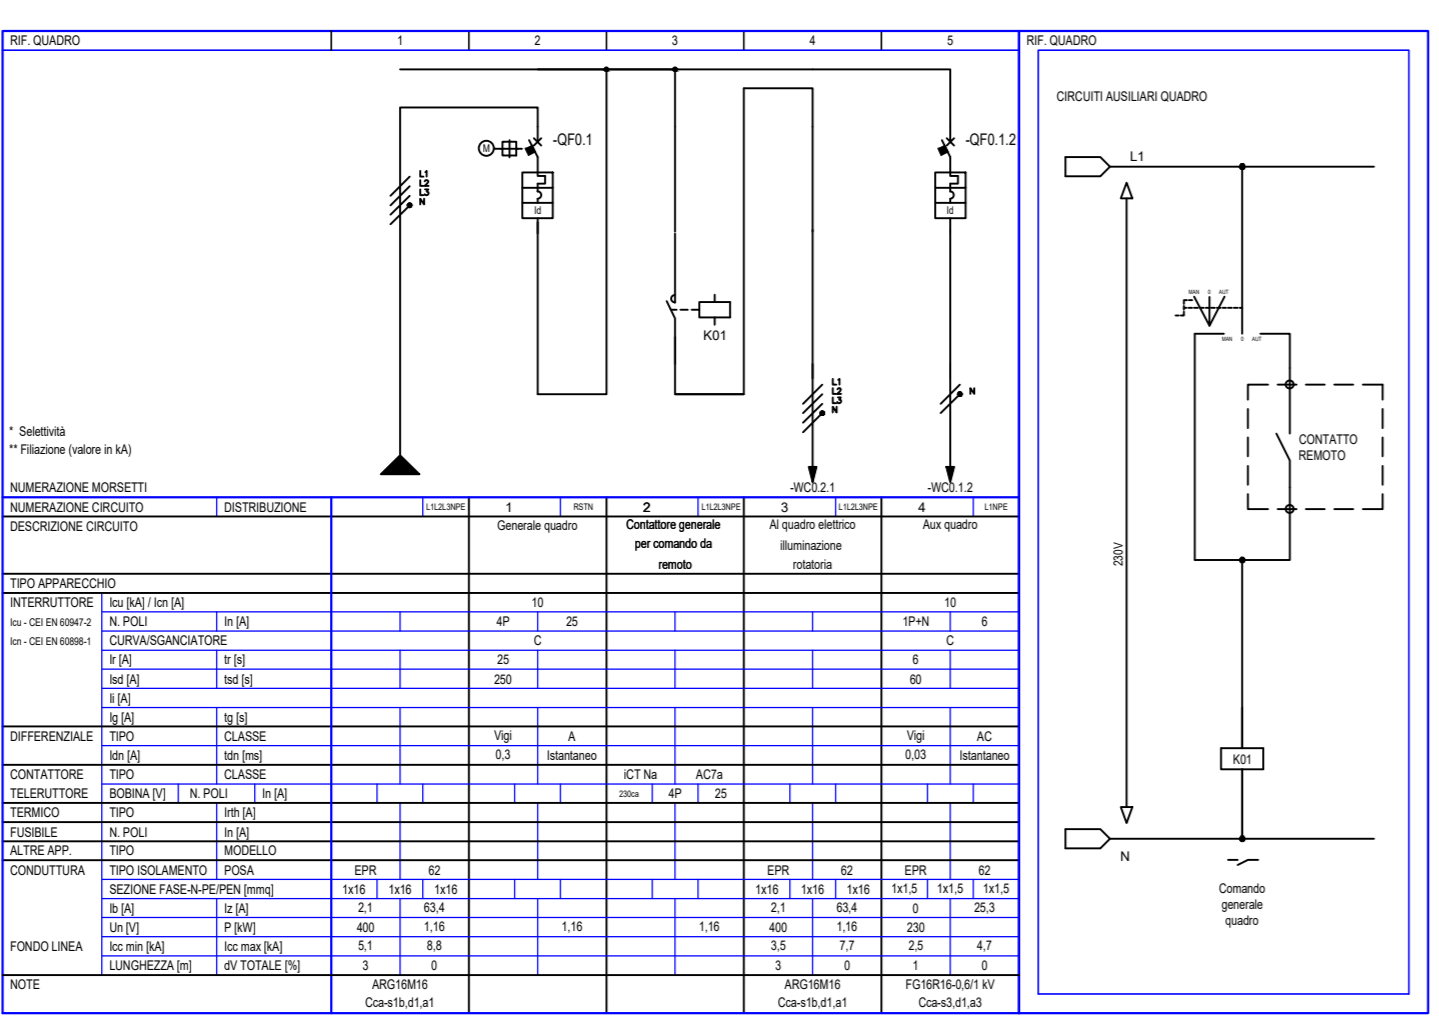 RIF. QUADRO 1 2 3 4 5 RIF. QUADRO
CIRCUITI AUSILIARI QUADRO
-QF0.1 -QF0.1.2
M
L1
L1
L2
L3
N
Id Id
MAN 0 AUT
K01
MAN 0 AUT
L1
L2
L3
N
N
* Selettività
** Filiazione (valore in kA)
CONTATTO
REMOTO
230V
NUMERAZIONE MORSETTI -WC0.2.1 -WC0.1.2
NUMERAZIONE CIRCUITO DISTRIBUZIONE L1L2L3NPE 1 RSTN 2 L1L2L3NPE 3 L1L2L3NPE 4 L1NPE
DESCRIZIONE CIRCUITO Generale quadro Contattore generale Al quadro elettrico Aux quadro
per comando da illuminazione
remoto rotatoria
TIPO APPARECCHIO
INTERRUTTORE Icu [kA] / Icn [A] 10 10
Icu - CEI EN 60947-2 N. POLI In [A] 4P 25 1P+N 6
Icn - CEI EN 60898-1 CURVA/SGANCIATORE C C
Ir [A] tr [s] 25 6
Isd [A] tsd [s] 250 60
Ii [A]
Ig [A] tg [s]
DIFFERENZIALE TIPO CLASSE Vigi A Vigi AC
Idn [A] tdn [ms] 0,3 Istantaneo 0,03 Istantaneo
CONTATTORE TIPO CLASSE iCT Na AC7a
TELERUTTORE BOBINA [V] N. POLI In [A] 230ca 4P 25
TERMICO TIPO Irth [A]
FUSIBILE N. POLI In [A]
ALTRE APP. TIPO MODELLO
CONDUTTURA TIPO ISOLAMENTO POSA EPR 62 EPR 62 EPR 62
SEZIONE FASE-N-PE/PEN [mmq] 1x16 1x16 1x16 1x16 1x16 1x16 1x1,5 1x1,5 1x1,5
Ib [A] Iz [A] 2,1 63,4 2,1 63,4 0 25,3
Un [V] P [kW] 400 1,16 1,16 1,16 400 1,16 230
FONDO LINEA Icc min [kA] Icc max [kA] 5,1 8,8 3,5 7,7 2,5 4,7
LUNGHEZZA [m] dV TOTALE [%] 3 0 3 0 1 0
NOTE ARG16M16 ARG16M16 FG16R16-0,6/1 kV
Cca-s1b,d1,a1 Cca-s1b,d1,a1 Cca-s3,d1,a3
K01
N
Comando
generale
quadro